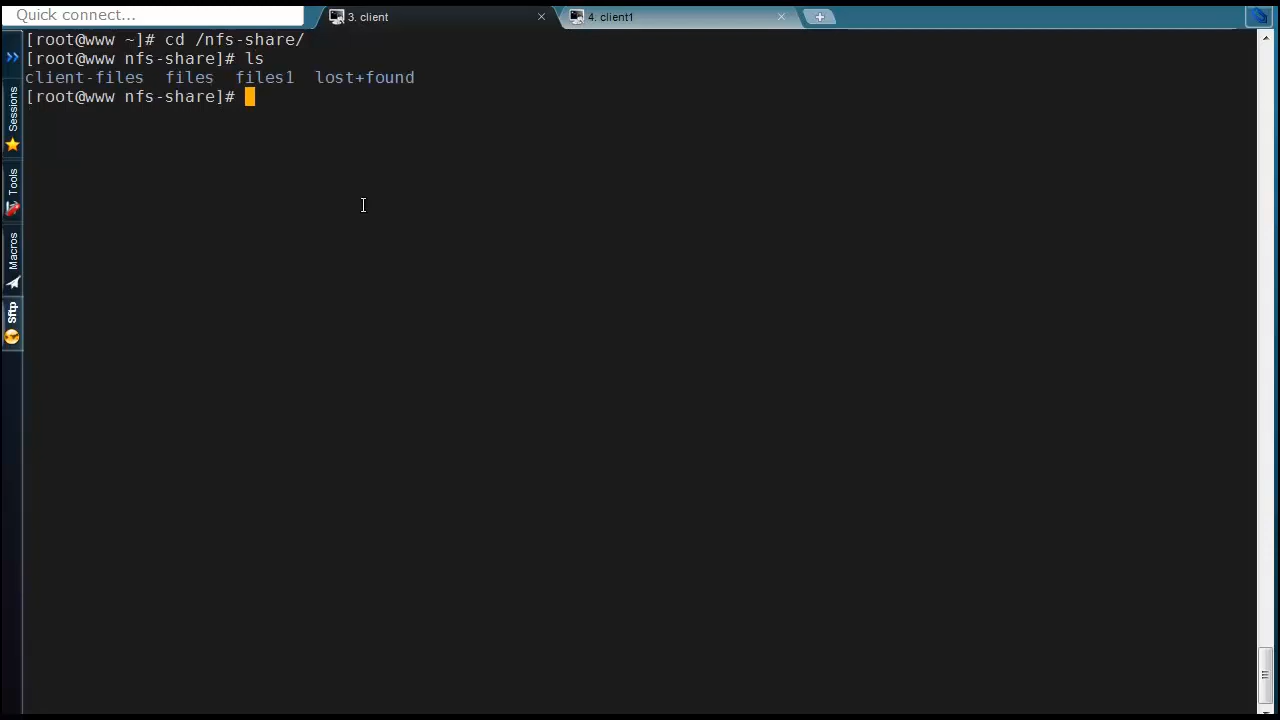 Quick connect...
3. client
4. client1
[root@www ~]# cd /nfs-share/
[root@www nfs-share]# ls
client-files  files  files1  lost+found
[root@www nfs-share]#
Sessions
Tools
Macros
Sftp